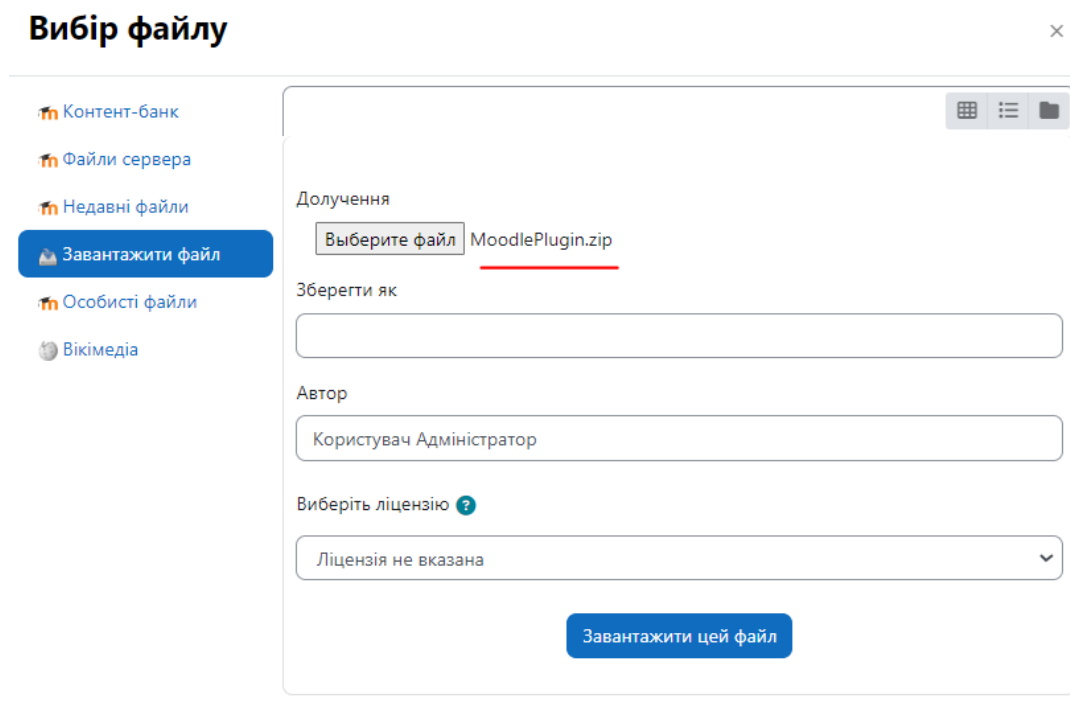 Вибір файлу
Контент-банк
Файли сервера
Недавні файли
Завантажити файл
Особисті файли
Вікімедіа
Долучення
Выберите файл MoodlePlugin.zip
Зберегти як
Автор
Користувач Адміністратор
Виберіть ліцензію ?
Ліцензія не вказана
Завантажити цей файл